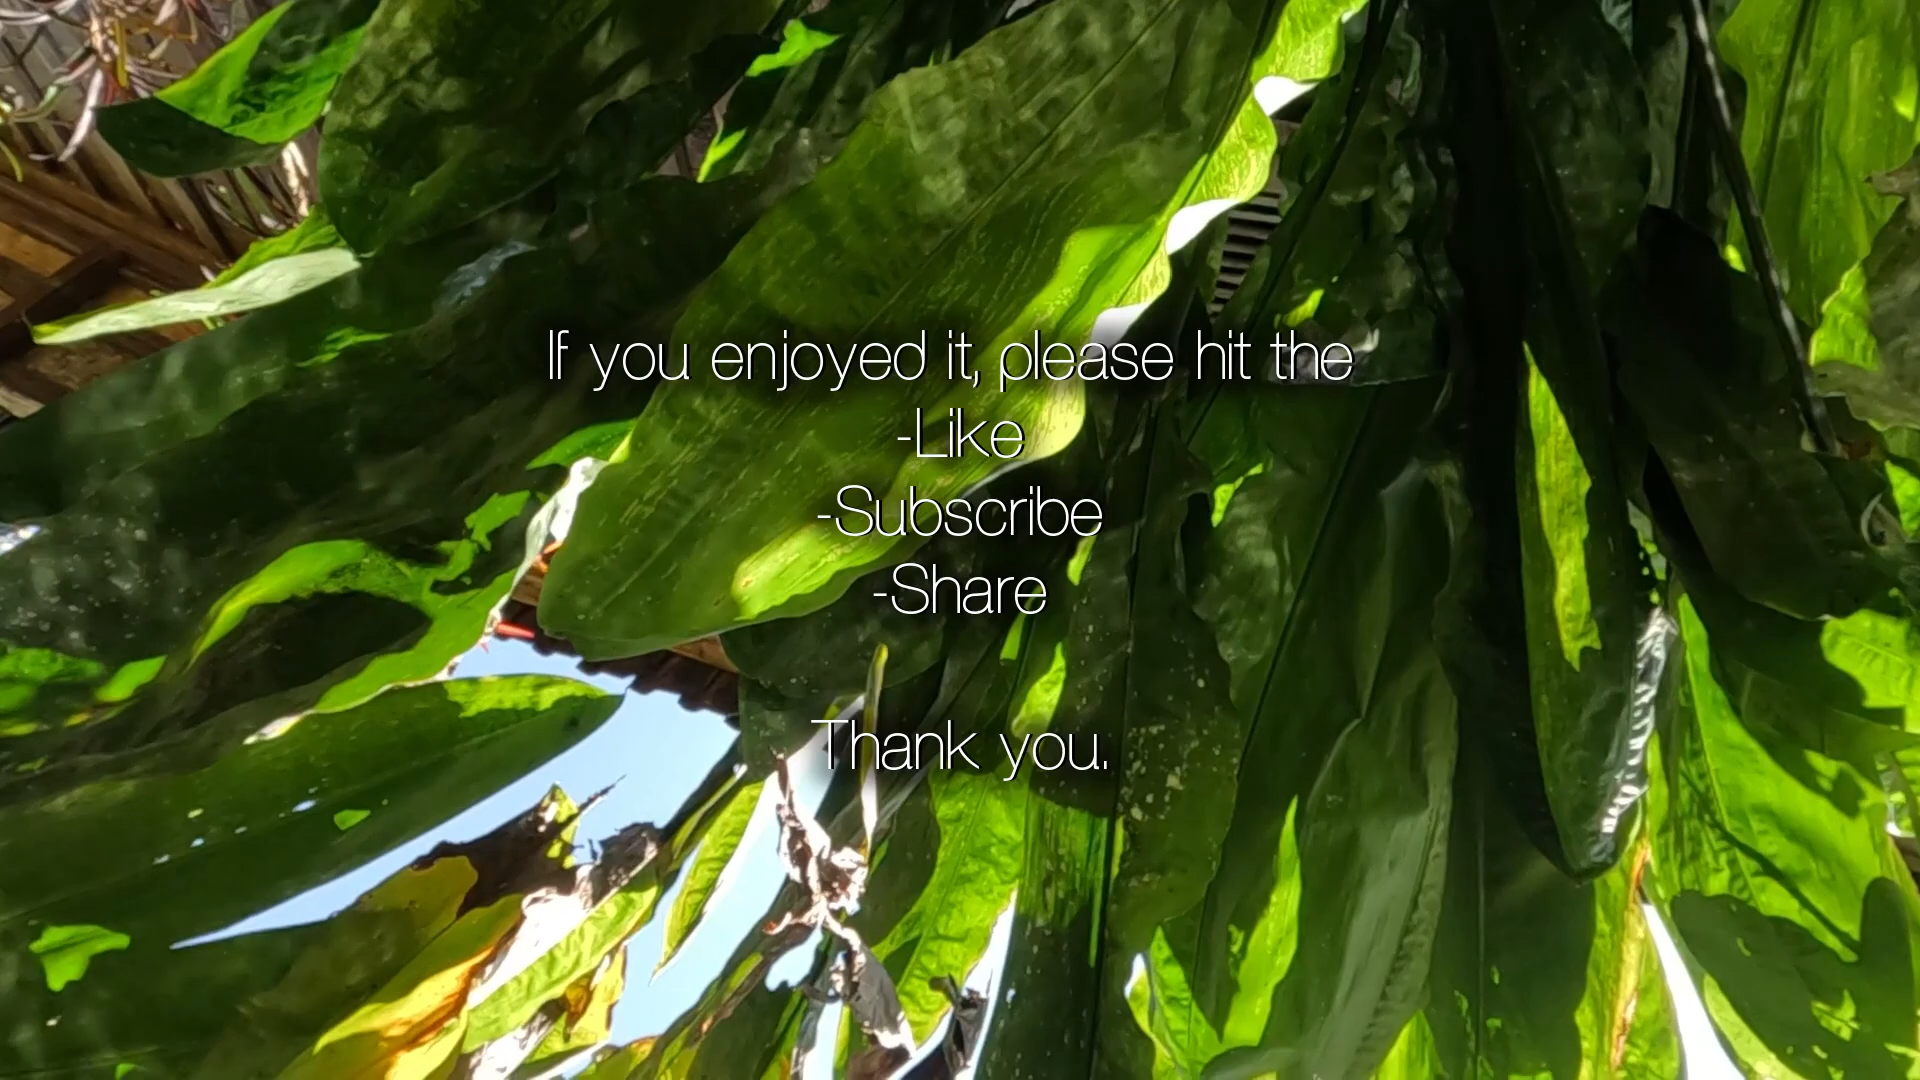 If you enjoyed it, please hit the
-Like
-Subscribe
-Share
Thank you.